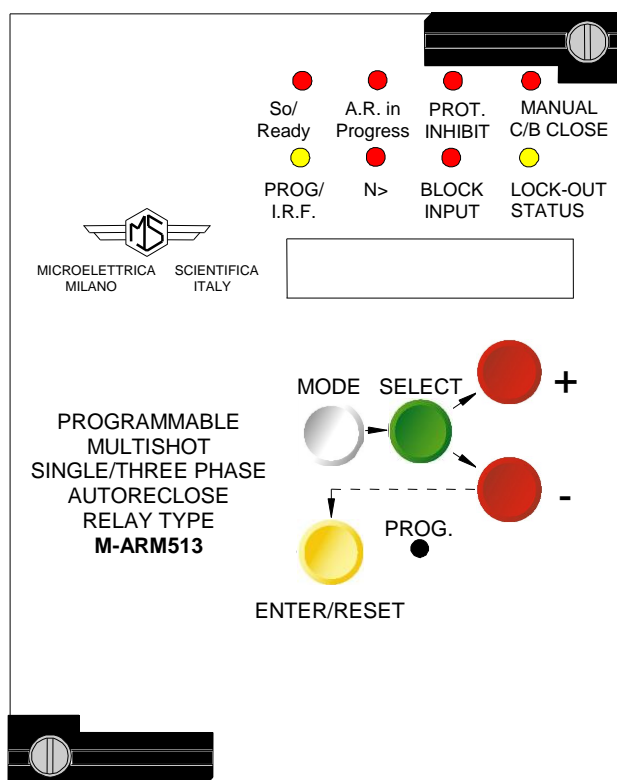 So/ Ready
A.R. in Progress
PROT. INHIBIT
MANUAL C/B CLOSE
PROG/ I.R.F.
N>
BLOCK INPUT
LOCK-OUT STATUS
MS
MICROELETTRICA SCIENTIFICA
MILANO ITALY
MODE SELECT +
PROGRAMMABLE
MULTISHOT
SINGLE/THREE PHASE
AUTORECLOSE
RELAY TYPE
M-ARM513
-
PROG.
ENTER/RESET